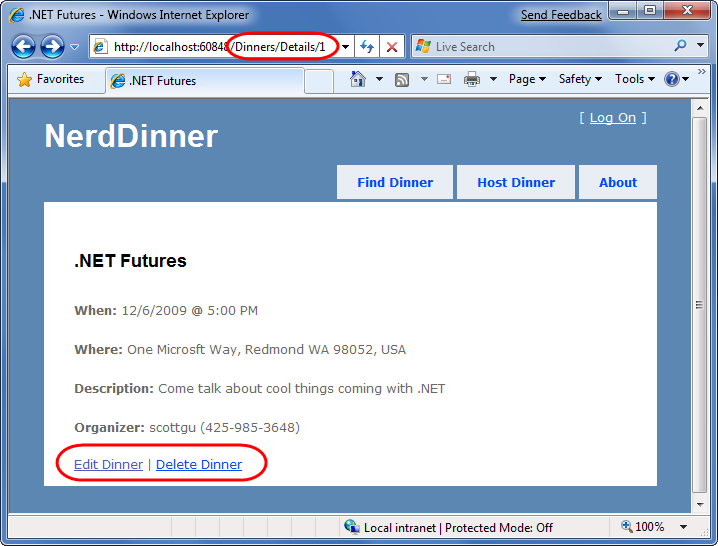 .NET Futures - Windows Internet Explorer
Send Feedback
http://localhost:60848/Dinners/Details/1
Live Search
Favorites
.NET Futures
Page
Safety
Tools
»
[ Log On ]
NerdDinner
Find Dinner
Host Dinner
About
.NET Futures
When: 12/6/2009 @ 5:00 PM
Where: One Microsft Way, Redmond WA 98052, USA
Description: Come talk about cool things coming with .NET
Organizer: scottgu (425-985-3648)
Edit Dinner | Delete Dinner
Local intranet | Protected Mode: Off
100%